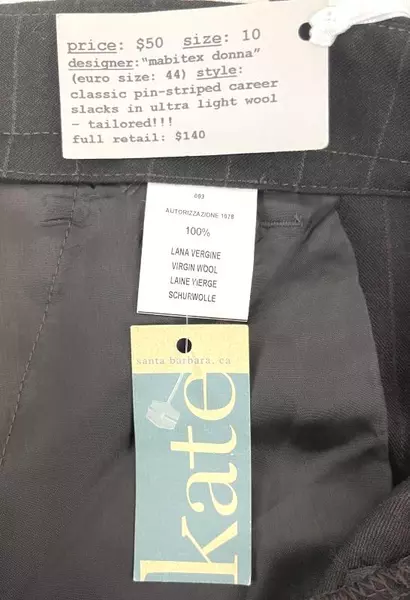 price: $50 size: 10
designer:"mabitex donna"
(euro size: 44) style:
classic pin-striped career
slacks in ultra light wool
– tailored!!!
full retail: $140
093
AUTORIZZAZIONE 1078
100%
LANA VERGINE
VIRGIN WOOL
LAINE VIERGE
SCHURWOLLE
santa barbara, ca
kate